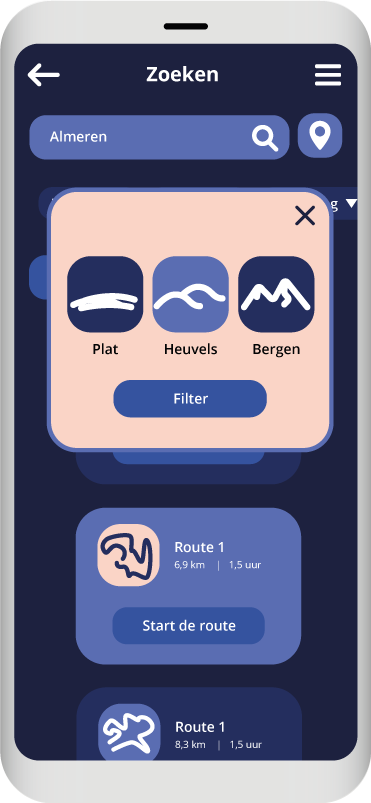 Zoeken
Almeren
g
Plat Heuvels Bergen
Filter
Route 1
6,9 km | 1,5 uur
Start de route
Route 1
8,3 km | 1,5 uur